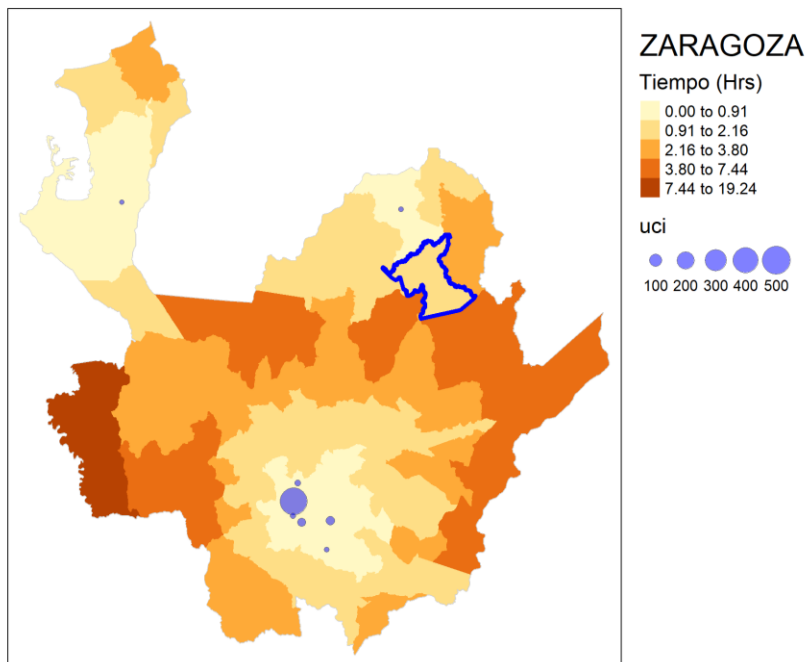 ZARAGOZA
Tiempo (Hrs)
0.00 to 0.91
0.91 to 2.16
2.16 to 3.80
3.80 to 7.44
7.44 to 19.24
uci
100 200 300 400 500